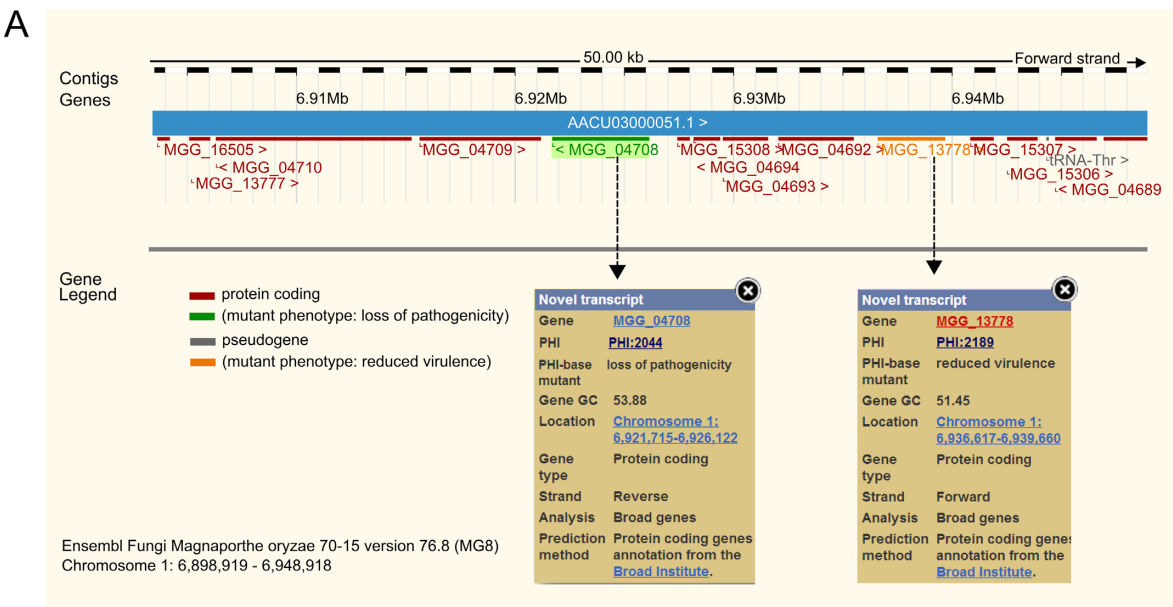 A
50.00 kb
Forward strand
Contigs
Genes
6.91Mb 6.92Mb 6.93Mb 6.94Mb
AACU03000051.1 >
MGG_16505 > MGG_04709 > < MGG_04708 MGG_15308 > MGG_04692 > MGG_13778 MGG_15307 >
< MGG_04710 < MGG_04694 tRNA-Thr >
MGG_13777 > MGG_04693 > MGG_15306 > < MGG_04689
Gene
Legend
protein coding
(mutant phenotype: loss of pathogenicity)
pseudogene
(mutant phenotype: reduced virulence)
Novel transcript
Gene MGG_04708
PHI PHI:2044
PHI-base loss of pathogenicity
mutant
Gene GC 53.88
Location Chromosome 1:
6,921,715-6,926,122
Gene Protein coding
type
Strand Reverse
Analysis Broad genes
Prediction Protein coding genes
method annotation from the
Broad Institute.
Novel transcript
Gene MGG_13778
PHI PHI:2189
PHI-base reduced virulence
mutant
Gene GC 51.45
Location Chromosome 1:
6,936,617-6,939,660
Gene Protein coding
type
Strand Forward
Analysis Broad genes
Prediction Protein coding genes
method annotation from the
Broad Institute.
Ensembl Fungi Magnaporthe oryzae 70-15 version 76.8 (MG8)
Chromosome 1: 6,898,919 - 6,948,918